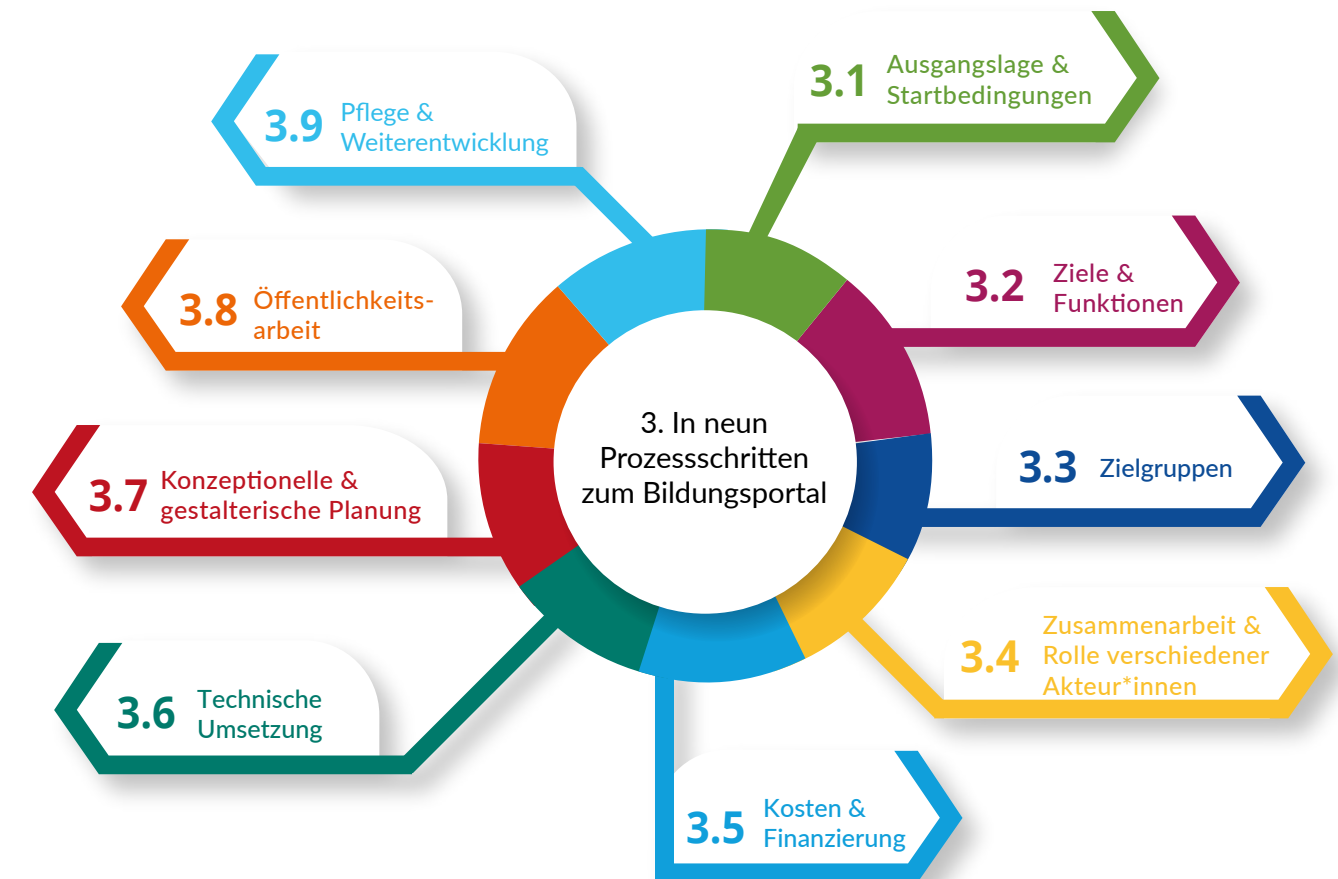 3. In neun
Prozessschritten
zum Bildungsportal
3.1 Ausgangslage &
Startbedingungen
3.2 Ziele &
Funktionen
3.3 Zielgruppen
3.4 Zusammenarbeit &
Rolle verschiedener
Akteur*innen
3.5 Kosten &
Finanzierung
3.6 Technische
Umsetzung
3.7 Konzeptionelle &
gestalterische Planung
3.8 Öffentlichkeits-
arbeit
3.9 Pflege &
Weiterentwicklung